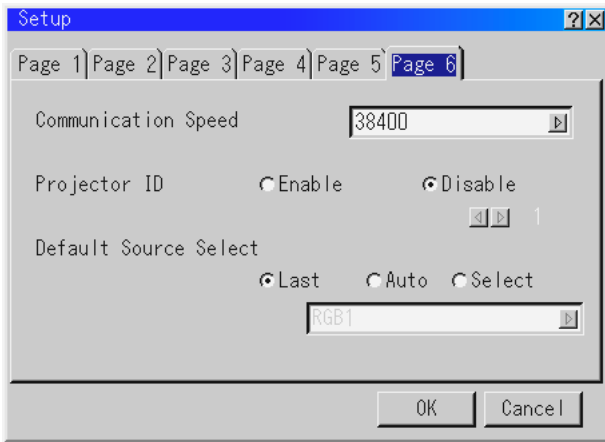 Setup
Page 1 Page 2 Page 3 Page 4 Page 5 Page 6
Communication Speed 38400
Projector ID Enable Disable
1
Default Source Select
Last Auto Select
RGB1
OK Cancel